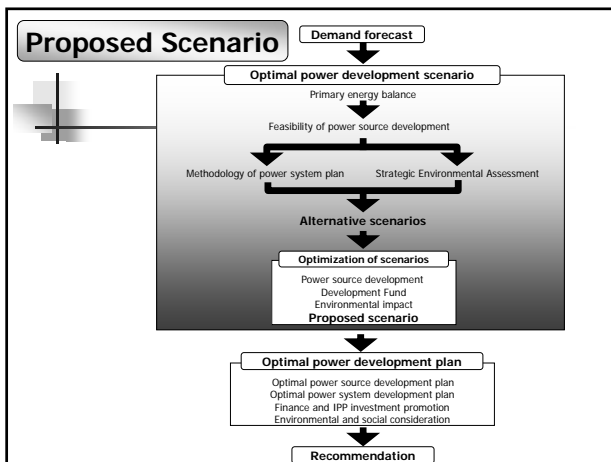 Proposed Scenario
Demand forecast
Optimal power development scenario
Primary energy balance
Feasibility of power source development
Methodology of power system plan
Strategic Environmental Assessment
Alternative scenarios
Optimization of scenarios
Power source development
Development Fund
Environmental impact
Proposed scenario
Optimal power development plan
Optimal power source development plan
Optimal power system development plan
Finance and IPP investment promotion
Environmental and social consideration
Recommendation